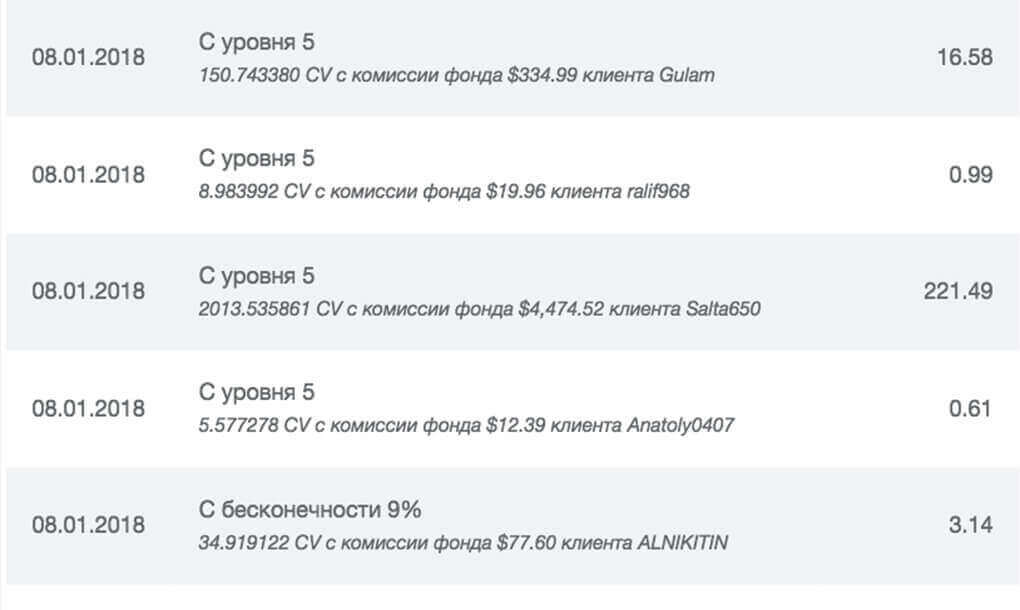 08.01.2018
С уровня 5
150.743380 CV с комиссии фонда $334.99 клиента Gulam
16.58
08.01.2018
С уровня 5
8.983992 CV с комиссии фонда $19.96 клиента ralif968
0.99
08.01.2018
С уровня 5
2013.535861 CV с комиссии фонда $4,474.52 клиента Salta650
221.49
08.01.2018
С уровня 5
5.577278 CV с комиссии фонда $12.39 клиента Anatoly0407
0.61
08.01.2018
С бесконечности 9%
34.919122 CV с комиссии фонда $77.60 клиента ALNIKITIN
3.14